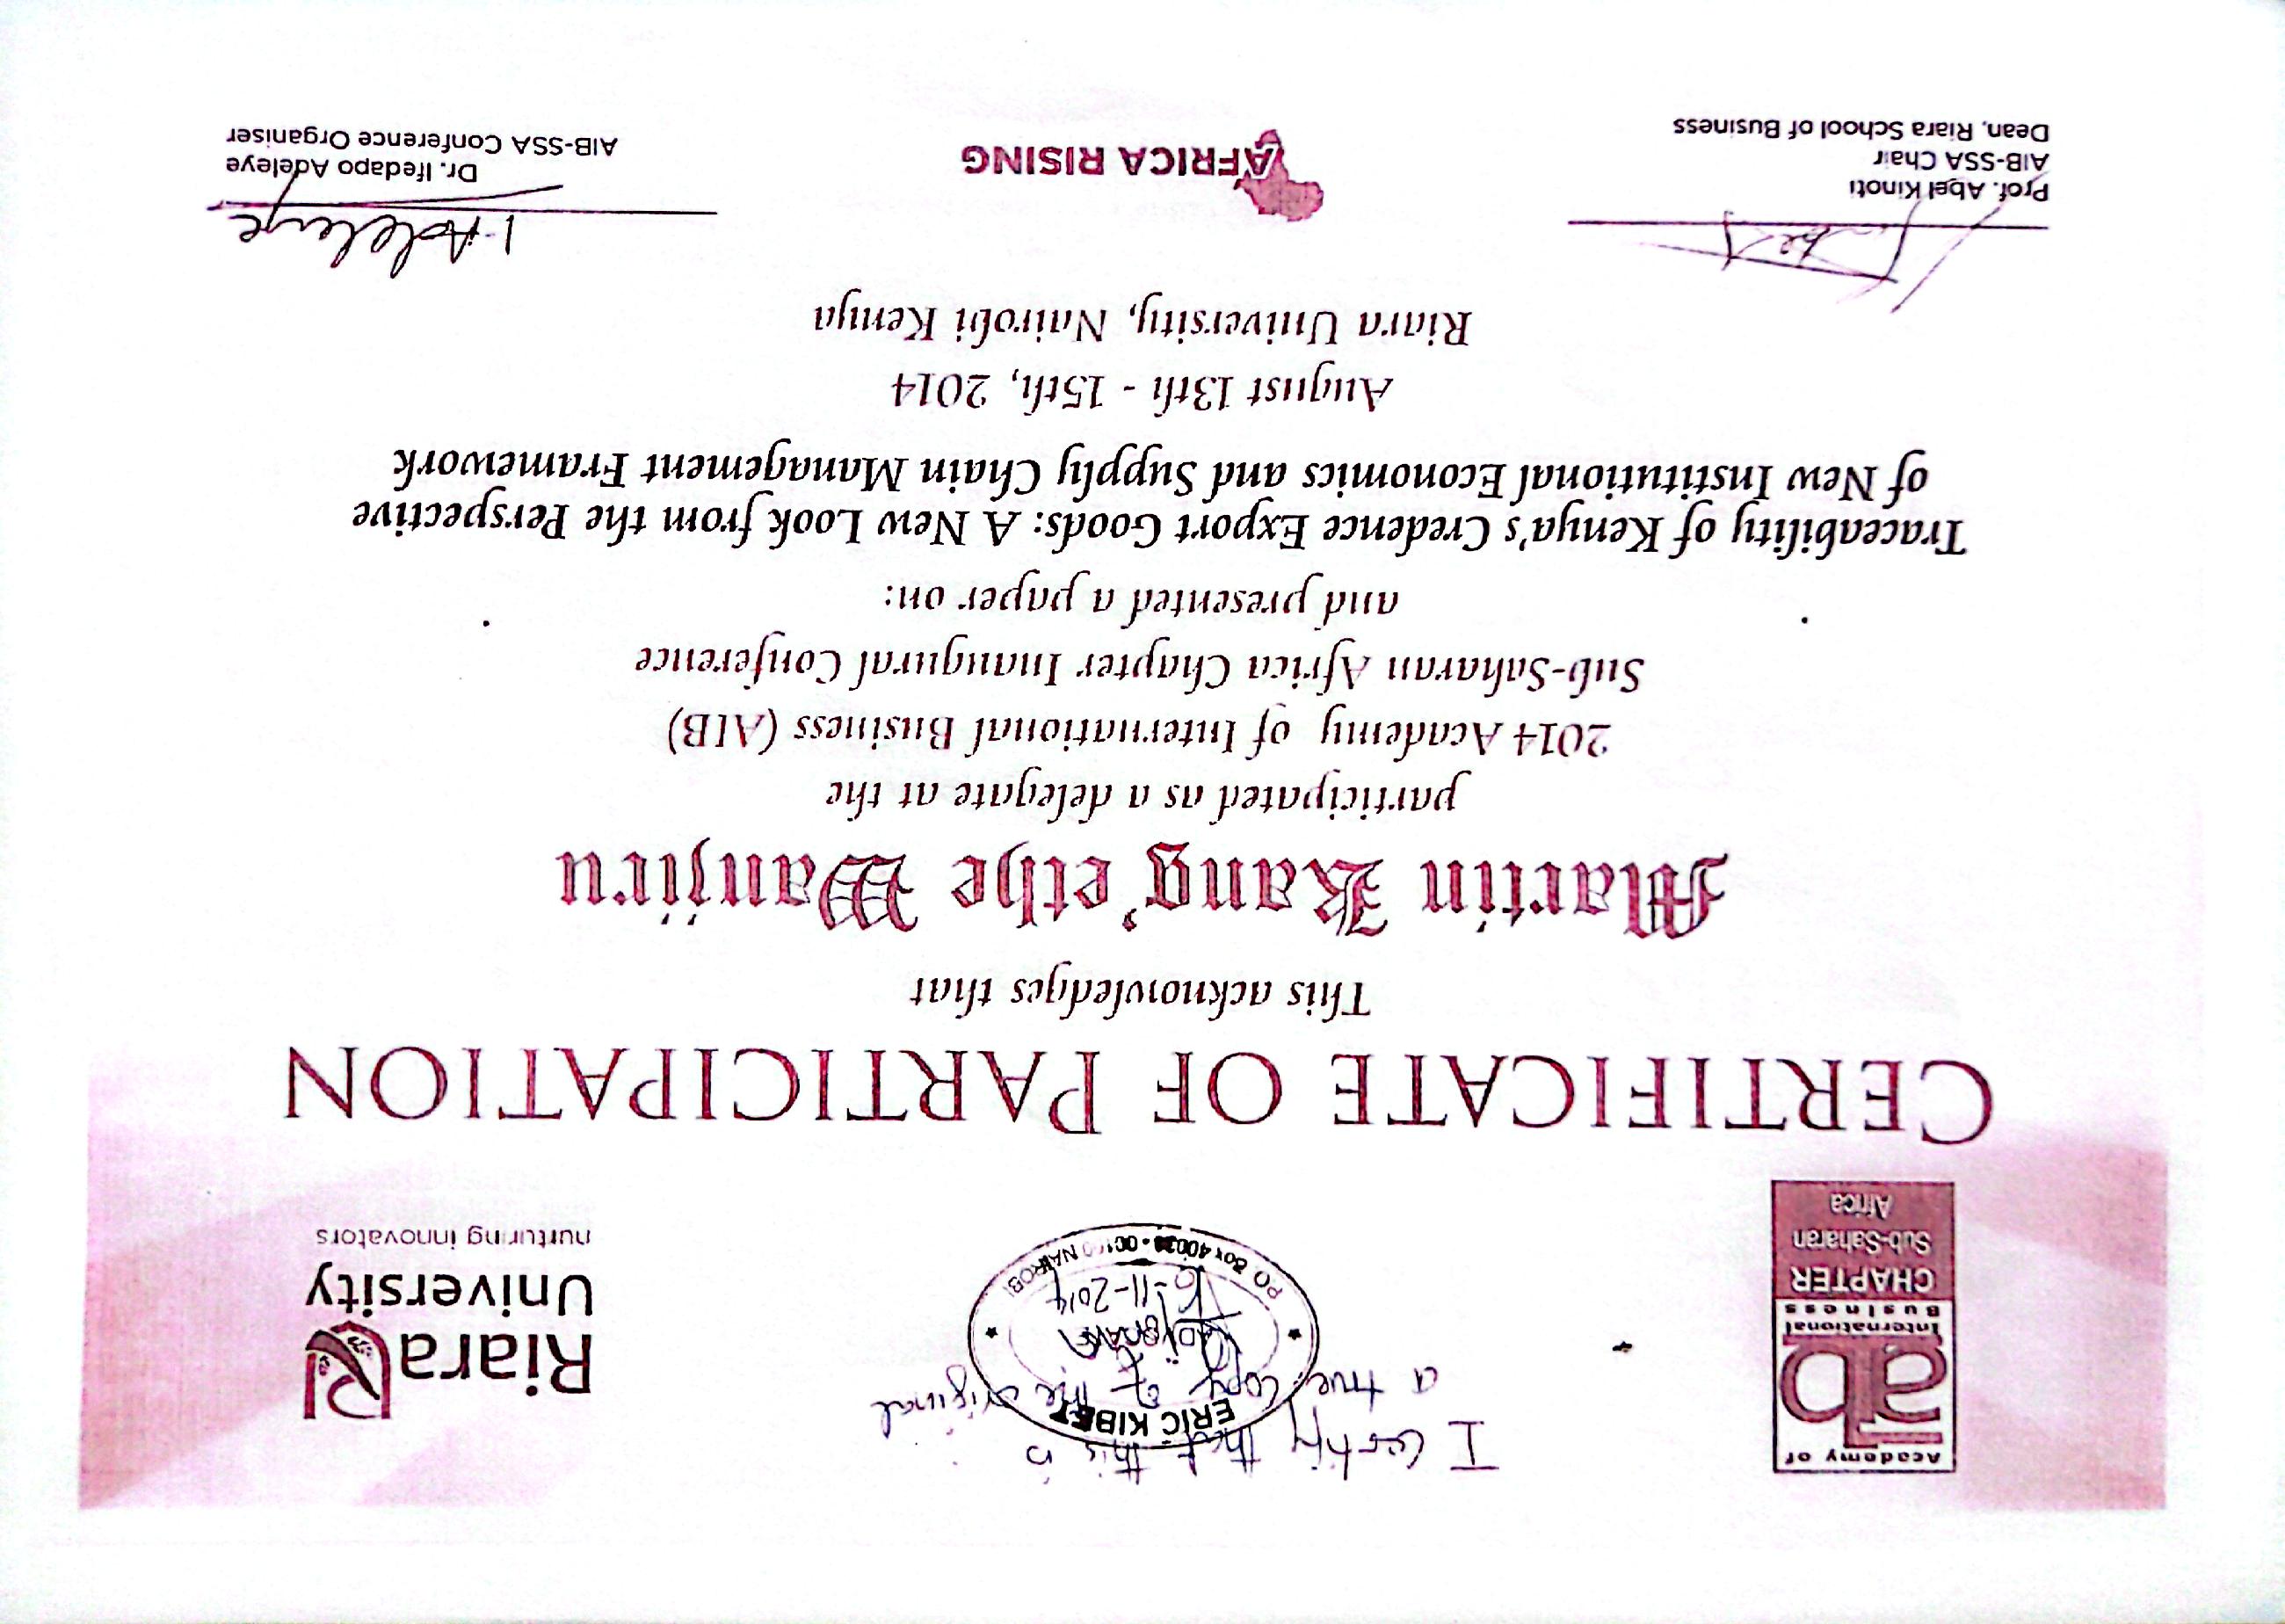 Academy of
aib
International
Business
CHAPTER
Sub-Saharan
Africa
I certify that this is
a true copy of the original
ERIC KIBET
-11-2014
P.O Box 40034 - 00100 NAIROBI
Riara
University
nurturing innovators
CERTIFICATE OF PARTICIPATION
This acknowledges that
Martin Kang'ethe Wanjiru
participated as a delegate at the
2014 Academy of International Business (AIB)
Sub-Saharan Africa Chapter Inaugural Conference
and presented a paper on:
Traceability of Kenya's Credence Export Goods: A New Look from the Perspective
of New Institutional Economics and Supply Chain Management Framework
August 13th - 15th, 2014
Riara University, Nairobi Kenya
Prof. Abel Kinoti
AIB-SSA Chair
Dean, Riara School of Business
AFRICA RISING
I. Adeleye
Dr. Ifedapo Adeleye
AIB-SSA Conference Organiser